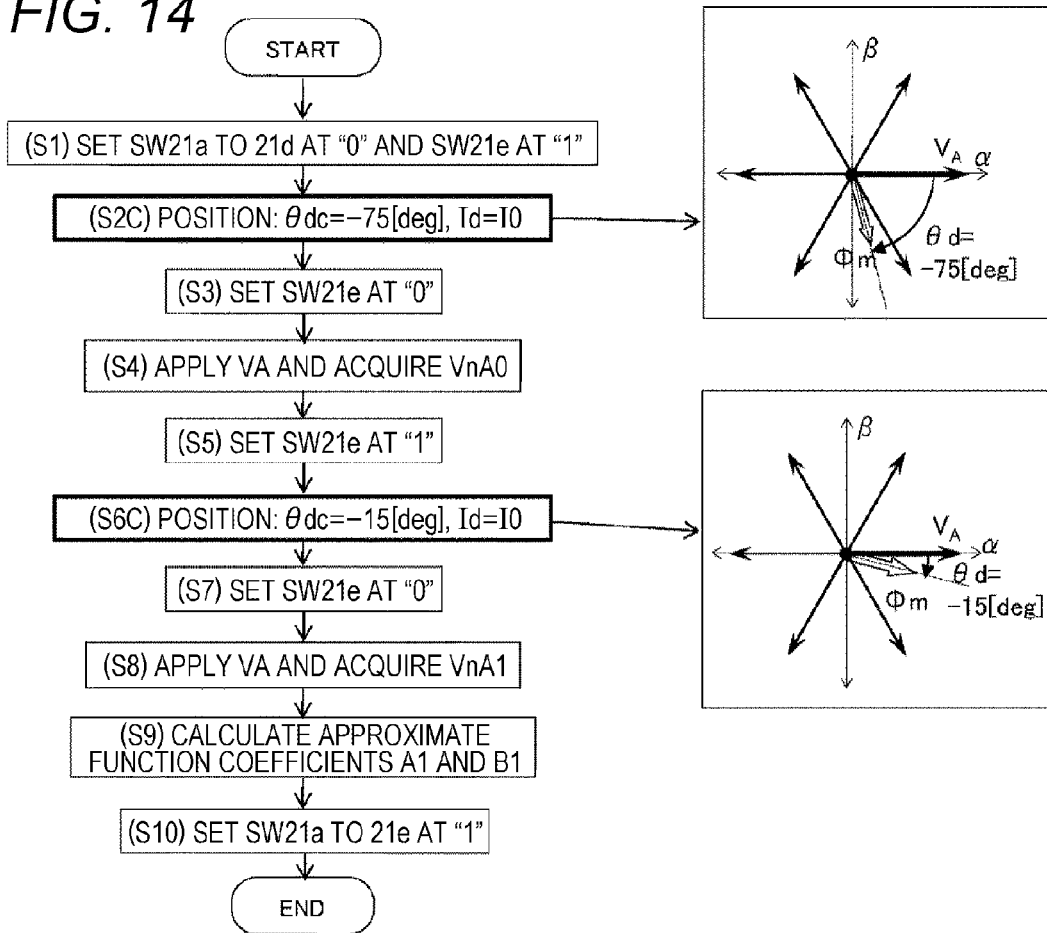 FIG. 14
START
(S1) SET SW21a TO 21d AT “0” AND SW21e AT “1”
(S2C) POSITION: θdc=−75[deg], Id=I0
(S3) SET SW21e AT “0”
(S4) APPLY VA AND ACQUIRE VnA0
(S5) SET SW21e AT “1”
(S6C) POSITION: θdc=−15[deg], Id=I0
(S7) SET SW21e AT “0”
(S8) APPLY VA AND ACQUIRE VnA1
(S9) CALCULATE APPROXIMATE
FUNCTION COEFFICIENTS A1 AND B1
(S10) SET SW21a TO 21e AT “1”
END
β
VA α
Φm
θd=
−75[deg]
β
VA α
Φm
θd=
−15[deg]